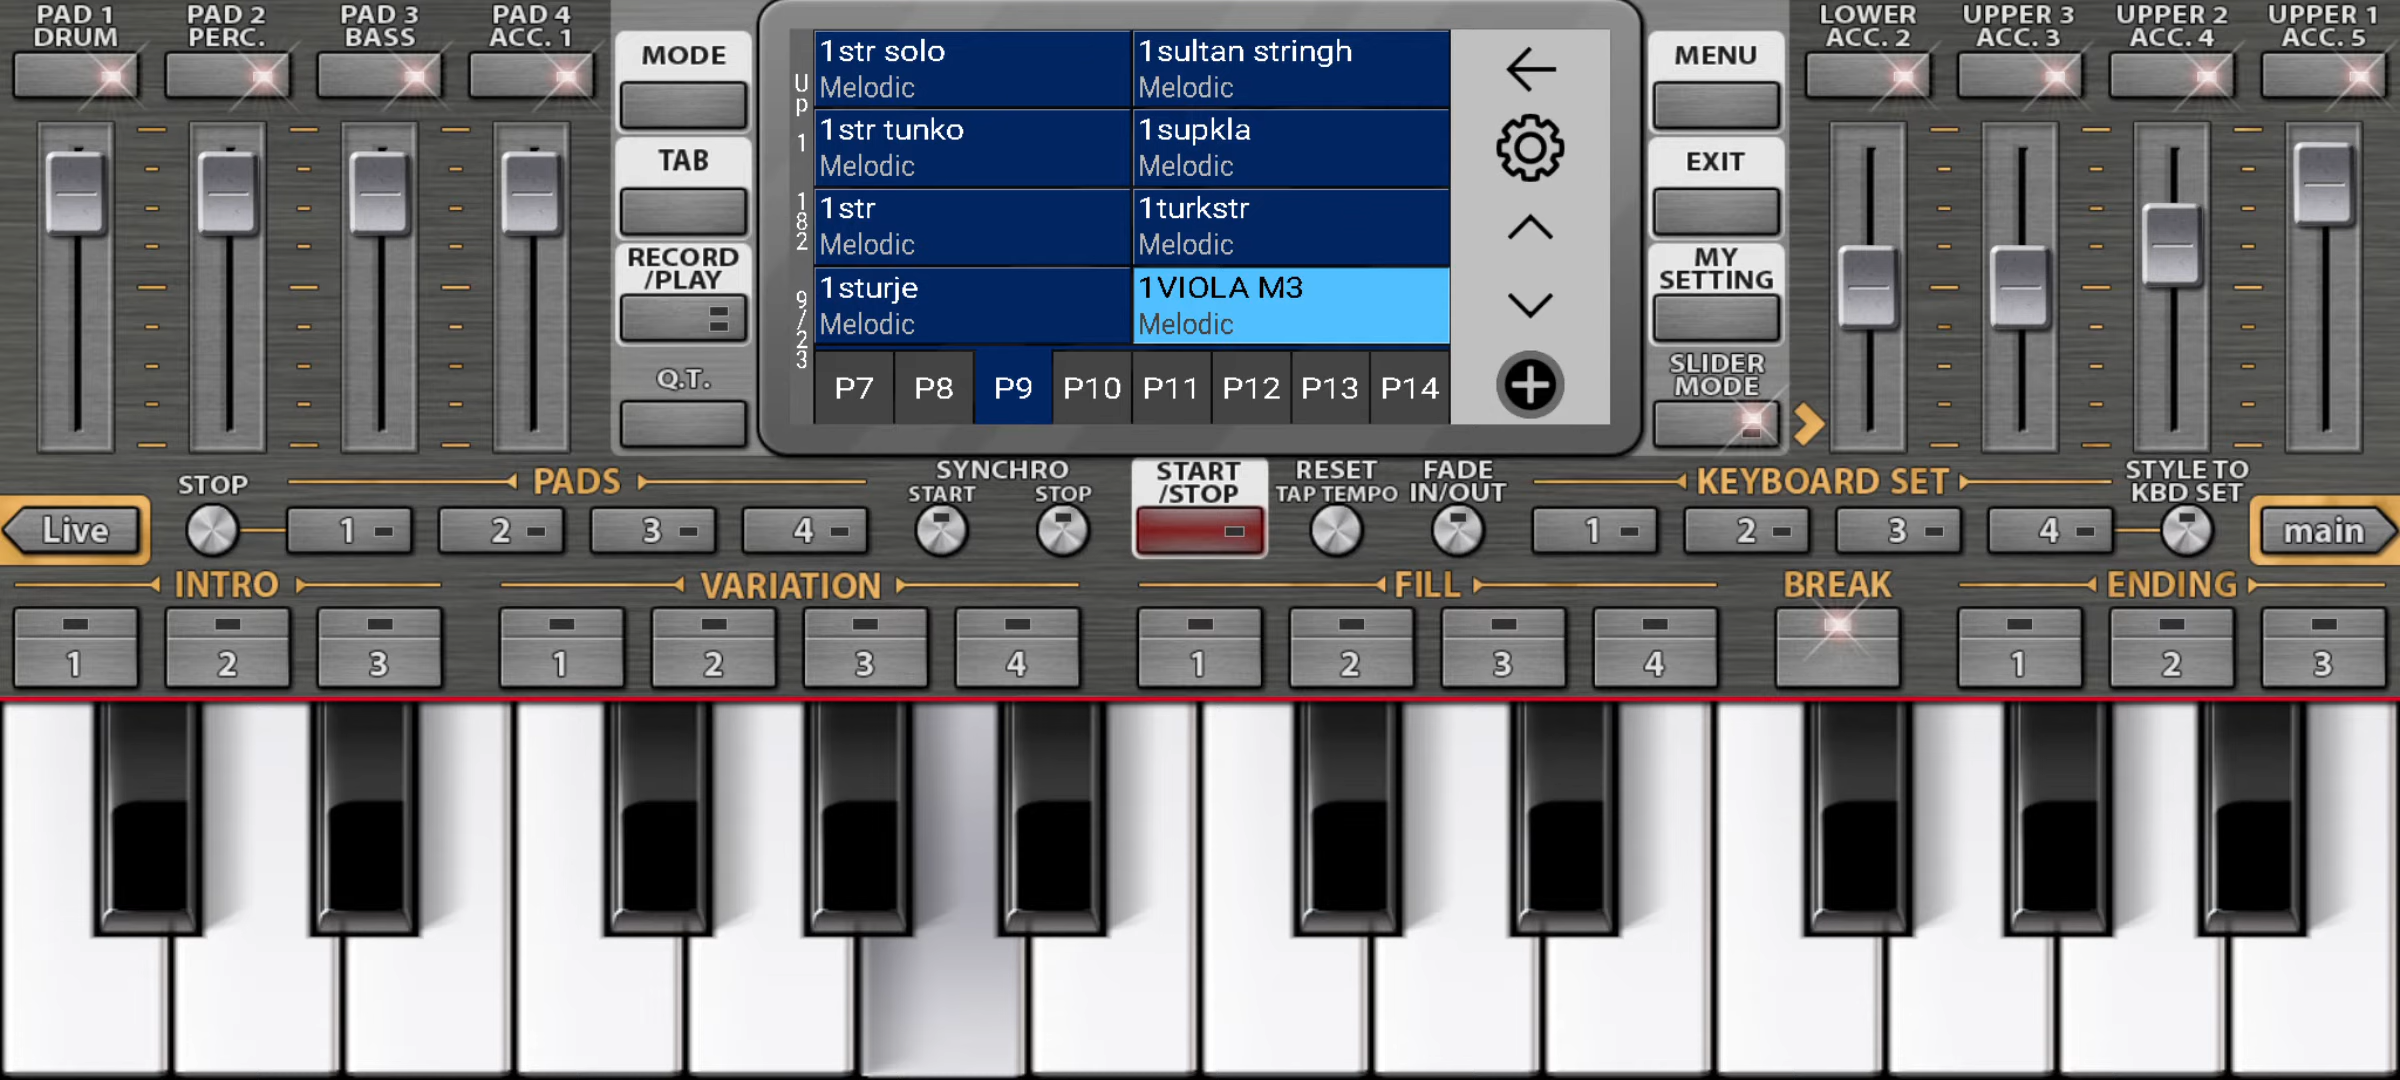 PAD 1
DRUM
PAD 2
PERC.
PAD 3
BASS
PAD 4
ACC. 1
MODE
TAB
RECORD
/PLAY
Q.T.
Up
1
182
9/23
1str solo
Melodic
1sultan stringh
Melodic
1str tunko
Melodic
1supkla
Melodic
1str
Melodic
1turkstr
Melodic
1sturje
Melodic
1VIOLA M3
Melodic
P7 P8 P9 P10 P11 P12 P13 P14
MENU
EXIT
MY
SETTING
SLIDER
MODE
LOWER
ACC. 2
UPPER 3
ACC. 3
UPPER 2
ACC. 4
UPPER 1
ACC. 5
Live
STOP
PADS
1 2 3 4
SYNCHRO
START STOP
START
/STOP
RESET
TAP TEMPO
FADE
IN/OUT
KEYBOARD SET
1 2 3 4
STYLE TO
KBD SET
main
INTRO
1 2 3
VARIATION
1 2 3 4
FILL
1 2 3 4
BREAK
ENDING
1 2 3